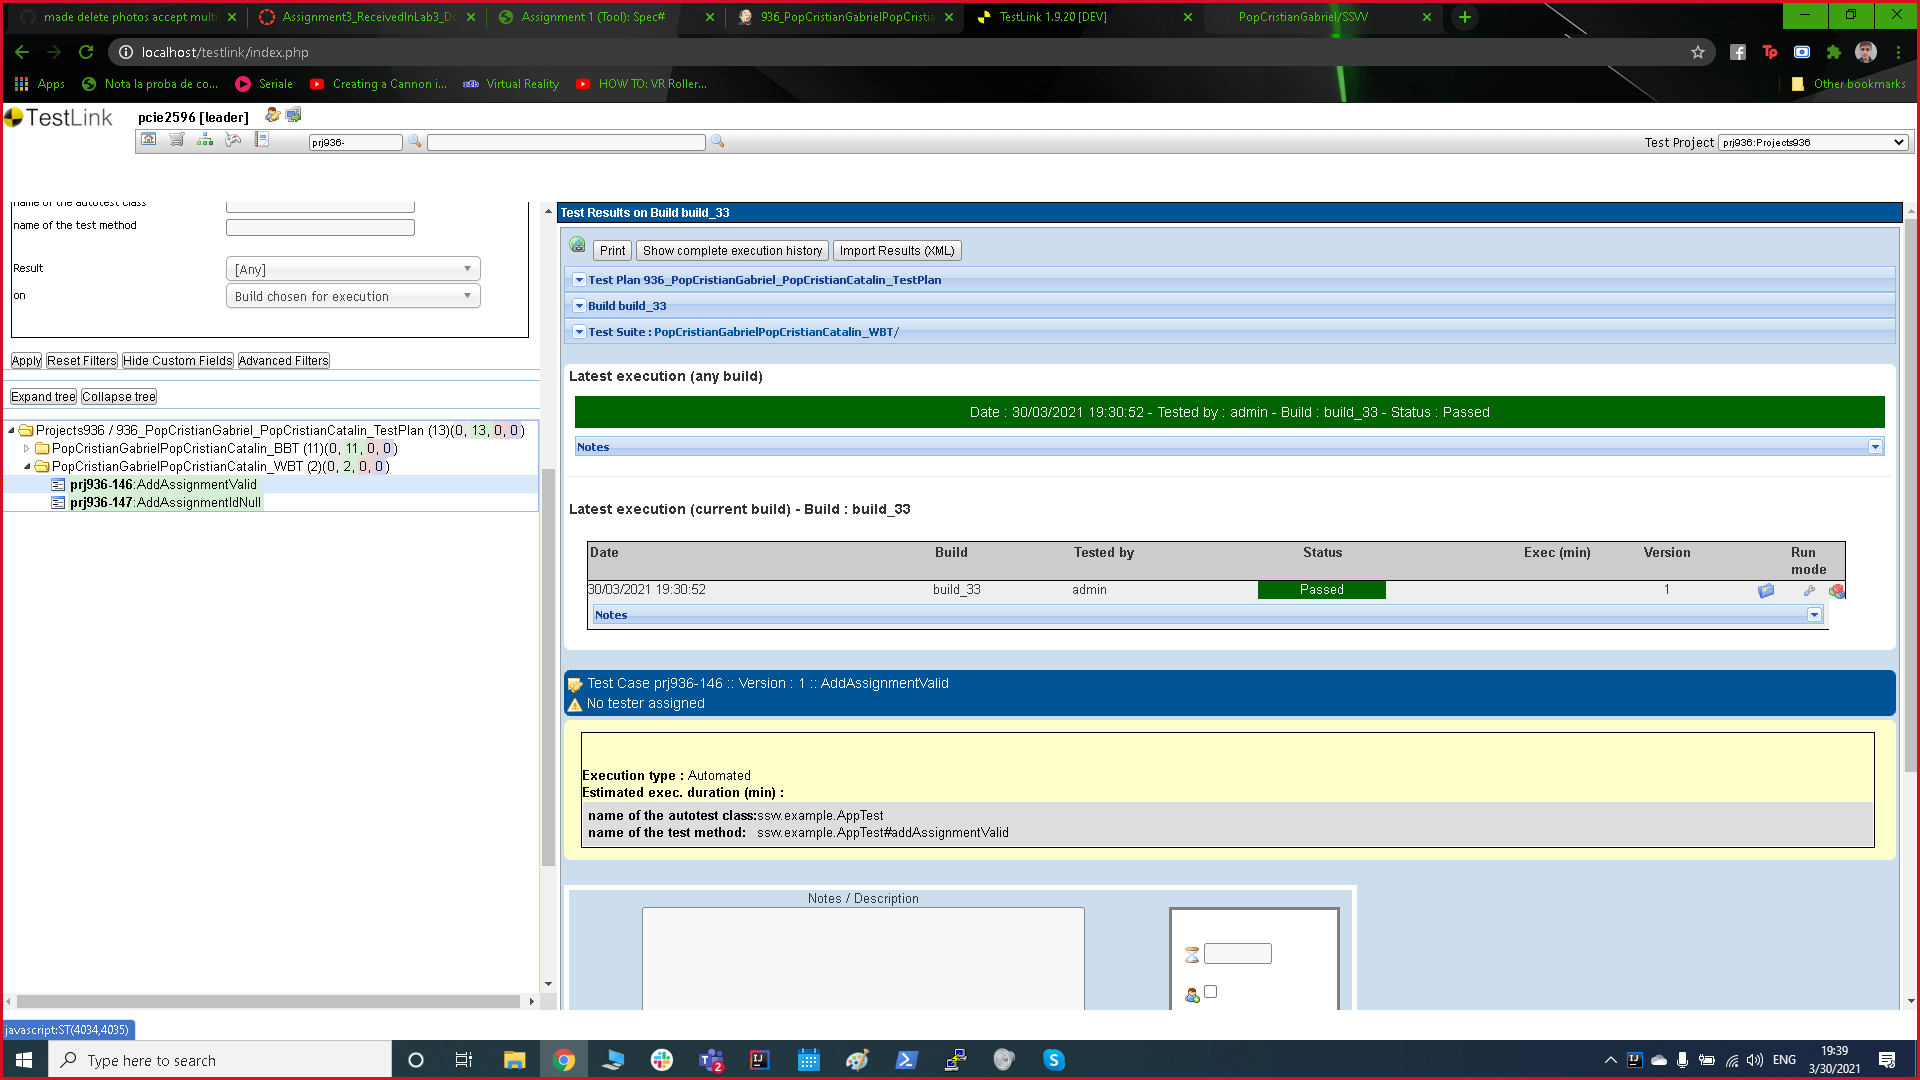 made delete photos accept multi
Assignment3_ReceivedInLab3_D
Assignment 1 (Tool): Spec#
936_PopCristianGabrielPopCristia
TestLink 1.9.20 [DEV]
PopCristianGabriel/SSVV
localhost/testlink/index.php
Apps
Nota la proba de co...
Seriale
Creating a Cannon i...
Virtual Reality
HOW TO: VR Roller...
Other bookmarks
TestLink
pcie2596 [leader]
prj936-
Test Project
prj936:Projects936
name of the autotest class
name of the test method
Result
[Any]
on
Build chosen for execution
Apply
Reset Filters
Hide Custom Fields
Advanced Filters
Expand tree
Collapse tree
Projects936 / 936_PopCristianGabriel_PopCristianCatalin_TestPlan (13)(0, 13, 0, 0)
PopCristianGabrielPopCristianCatalin_BBT (11)(0, 11, 0, 0)
PopCristianGabrielPopCristianCatalin_WBT (2)(0, 2, 0, 0)
prj936-146:AddAssignmentValid
prj936-147:AddAssignmentIdNull
Test Results on Build build_33
Print
Show complete execution history
Import Results (XML)
Test Plan 936_PopCristianGabriel_PopCristianCatalin_TestPlan
Build build_33
Test Suite : PopCristianGabrielPopCristianCatalin_WBT/
Latest execution (any build)
Date : 30/03/2021 19:30:52 - Tested by : admin - Build : build_33 - Status : Passed
Notes
Latest execution (current build) - Build : build_33
Date Build Tested by Status Exec (min) Version Run mode
30/03/2021 19:30:52 build_33 admin Passed 1
Notes
Test Case prj936-146 :: Version : 1 :: AddAssignmentValid
No tester assigned
Execution type : Automated
Estimated exec. duration (min) :
name of the autotest class: ssw.example.AppTest
name of the test method: ssw.example.AppTest#addAssignmentValid
Notes / Description
javascript:ST(4034,4035)
Type here to search
2
ENG
19:39
3/30/2021